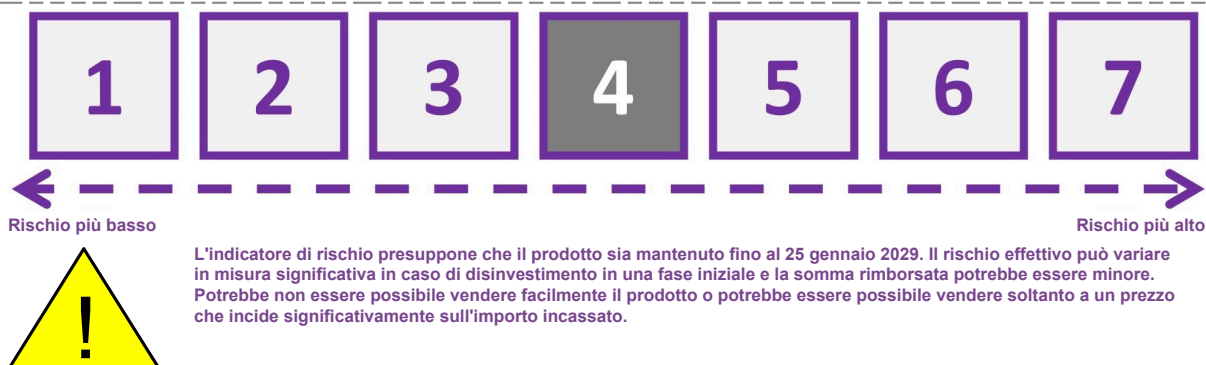 1 2 3 4 5 6 7
Rischio più basso Rischio più alto
L'indicatore di rischio presuppone che il prodotto sia mantenuto fino al 25 gennaio 2029. Il rischio effettivo può variare
in misura significativa in caso di disinvestimento in una fase iniziale e la somma rimborsata potrebbe essere minore.
Potrebbe non essere possibile vendere facilmente il prodotto o potrebbe essere possibile vendere soltanto a un prezzo
che incide significativamente sull'importo incassato.
!